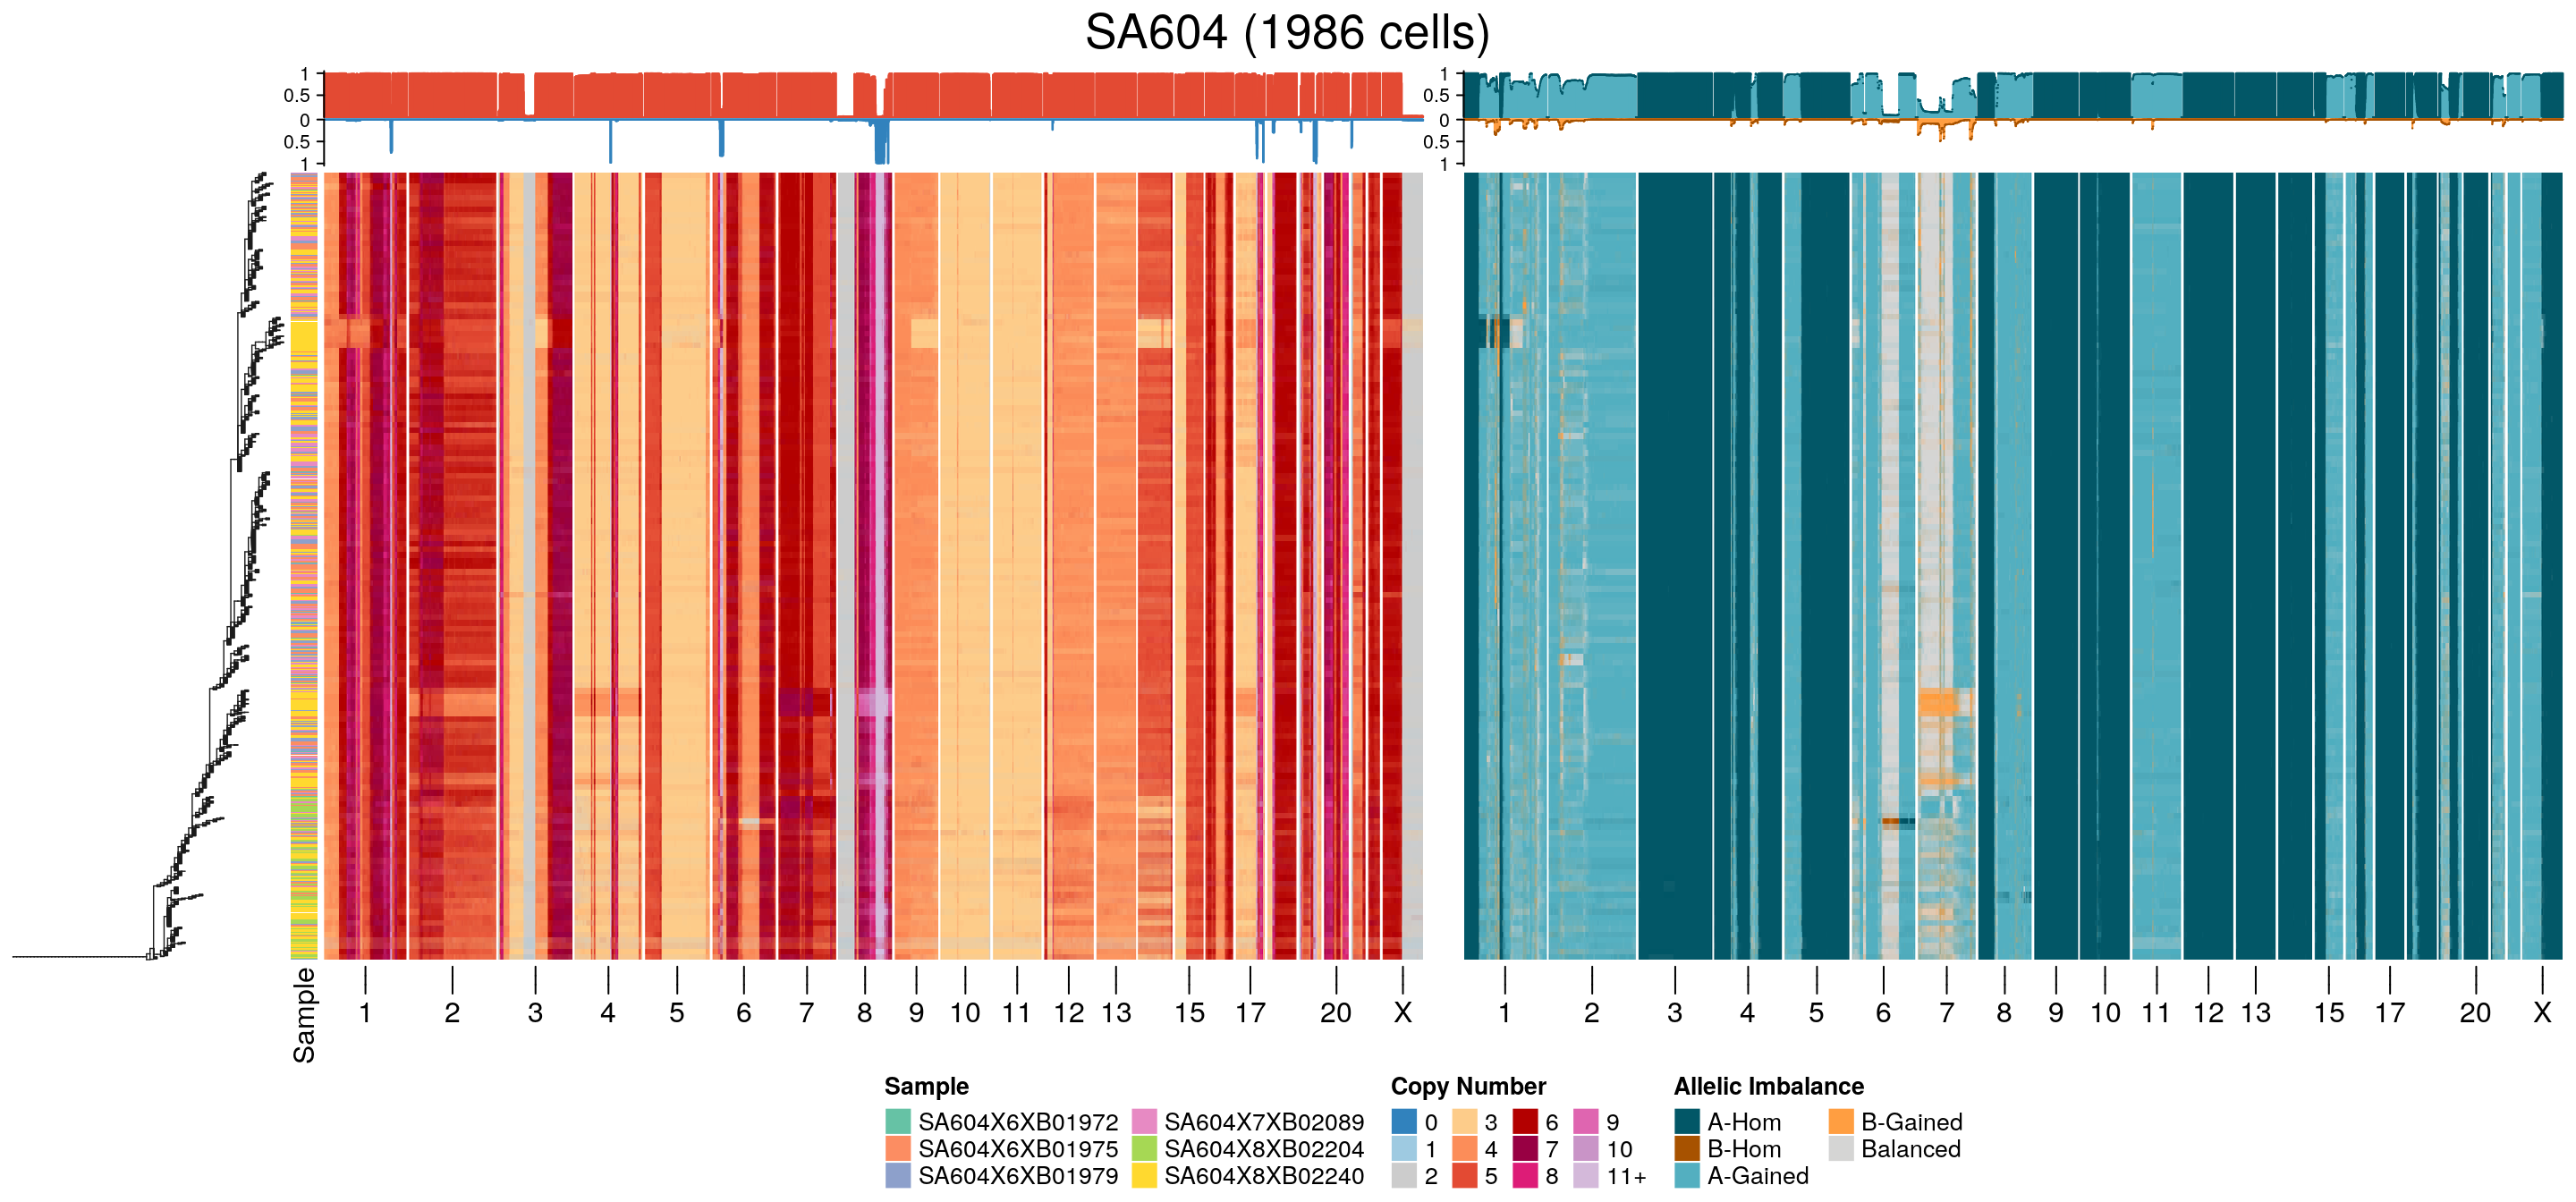 SA604 (1986 cells)
1
0.5
0
0.5
1
1
0.5
0
0.5
1
Sample
1 2 3 4 5 6 7 8 9 10 11 12 13 15 17 20 X
1 2 3 4 5 6 7 8 9 10 11 12 13 15 17 20 X
Sample
SA604X6XB01972
SA604X6XB01975
SA604X6XB01979
SA604X7XB02089
SA604X8XB02204
SA604X8XB02240
Copy Number
0 3 6 9
1 4 7 10
2 5 8 11+
Allelic Imbalance
A-Hom
B-Hom
A-Gained
B-Gained
Balanced